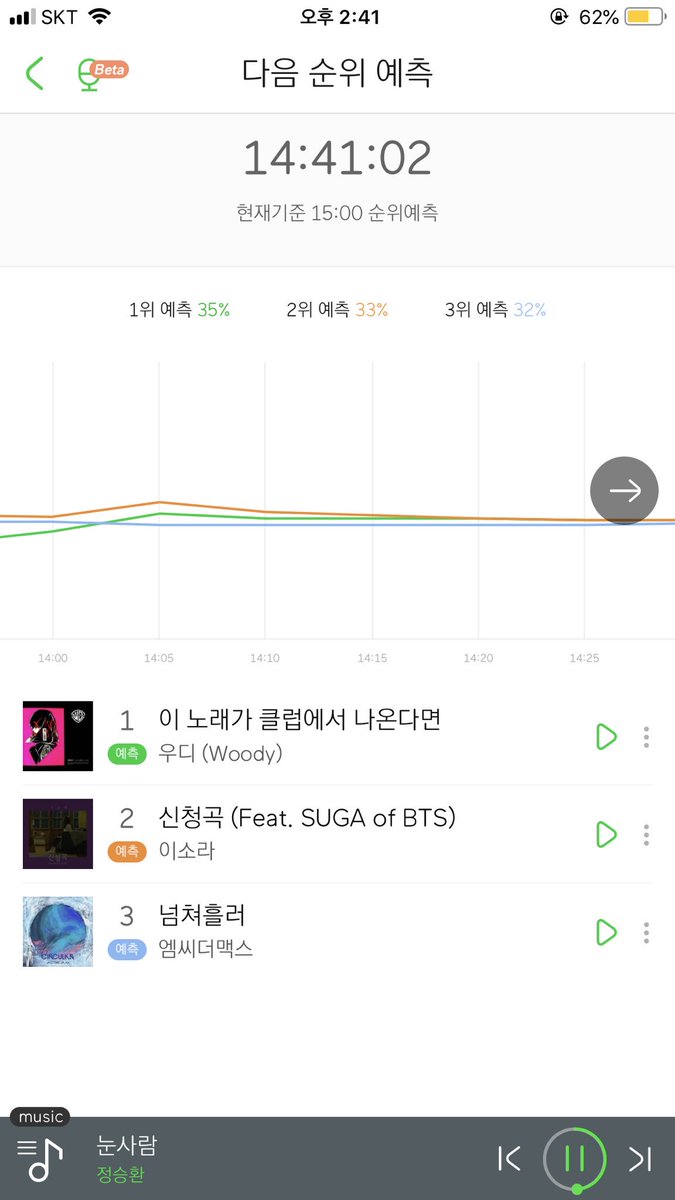 SKT 오후 2:41 62%
Beta 다음 순위 예측
14:41:02
현재기준 15:00 순위예측
1위 예측 35% 2위 예측 33% 3위 예측 32%
14:00 14:05 14:10 14:15 14:20 14:25
1 이 노래가 클럽에서 나온다면
예측 우디 (Woody)
2 신청곡 (Feat. SUGA of BTS)
예측 이소라
3 넘쳐흘러
예측 엠씨더맥스
CIRCULAR
music
눈사람
정승환